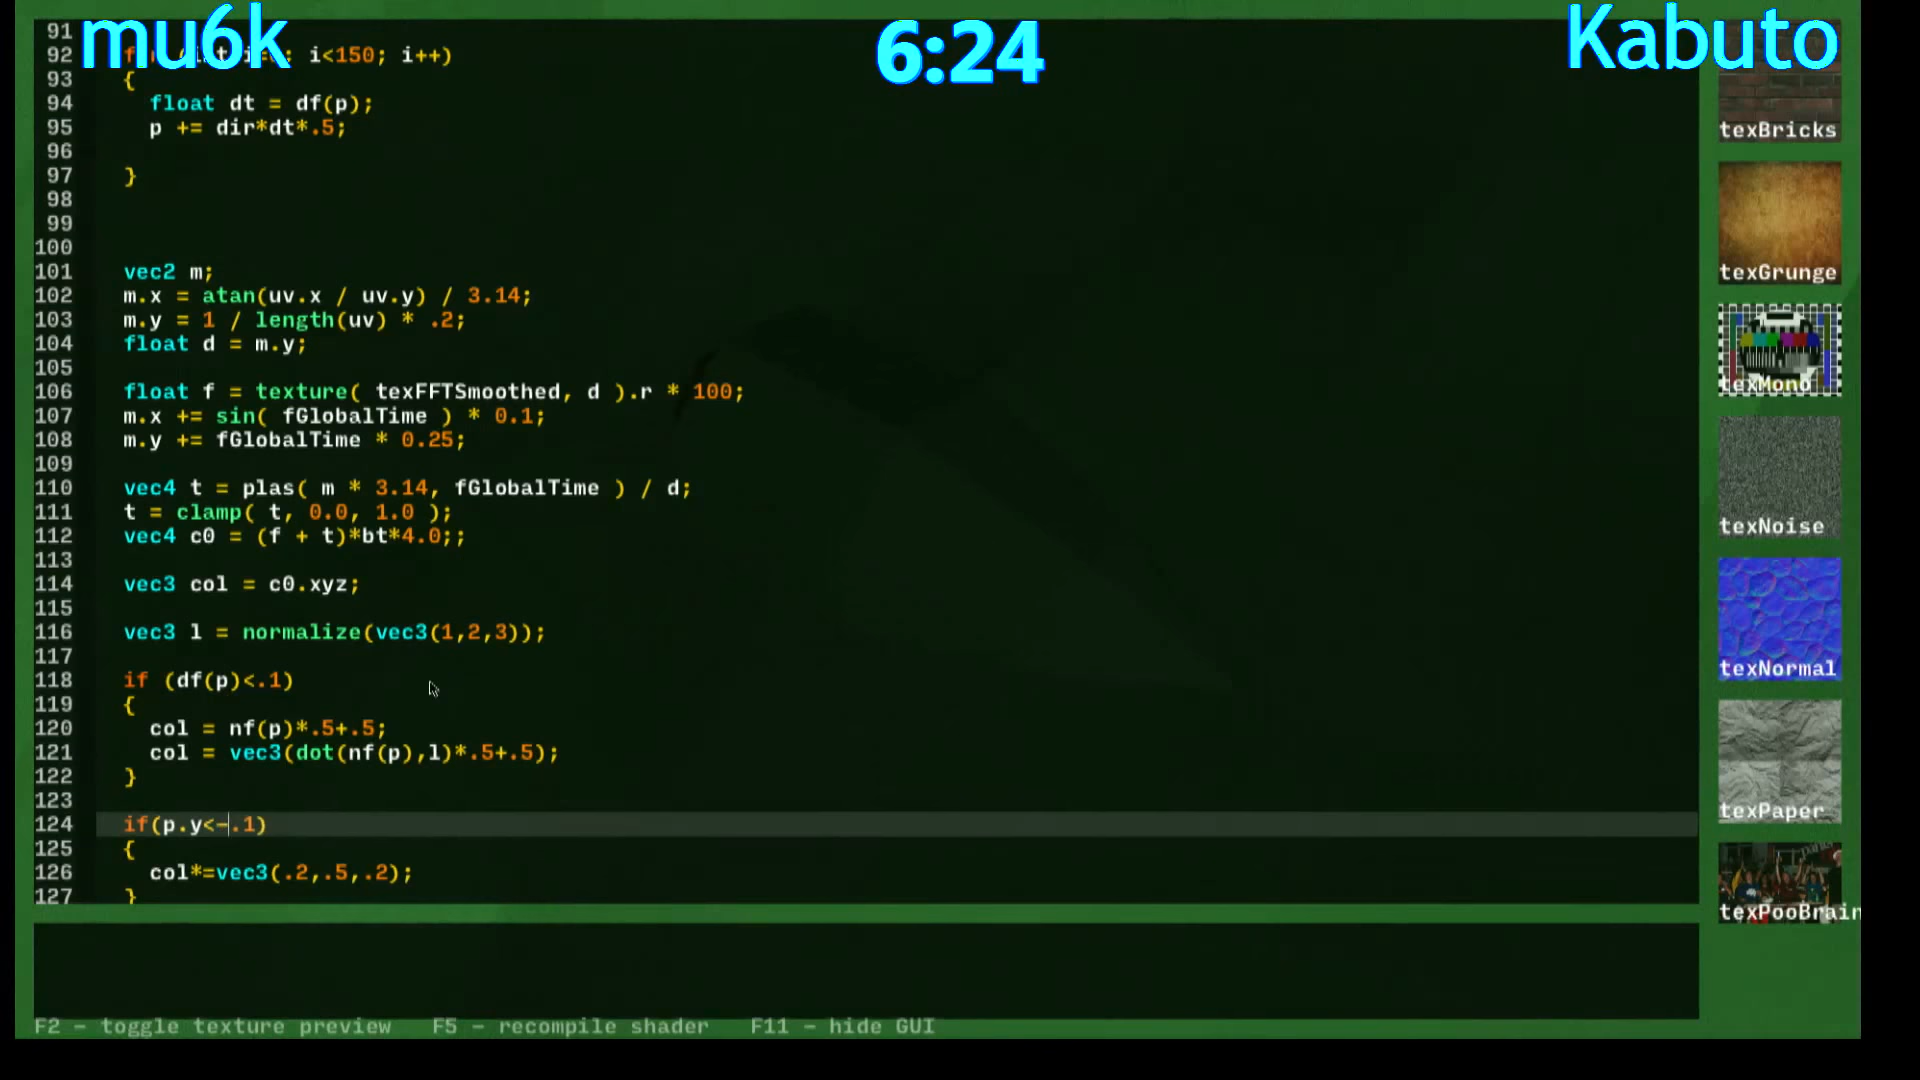 mu6k
6:24
Kabuto
91
92 i<150; i++)
93 {
94 float dt = df(p);
95 p += dir*dt*.5;
96
97 }
98
99
100
101 vec2 m;
102 m.x = atan(uv.x / uv.y) / 3.14;
103 m.y = 1 / length(uv) * .2;
104 float d = m.y;
105
106 float f = texture( texFFTSmoothed, d ).r * 100;
107 m.x += sin( fGlobalTime ) * 0.1;
108 m.y += fGlobalTime * 0.25;
109
110 vec4 t = plas( m * 3.14, fGlobalTime ) / d;
111 t = clamp( t, 0.0, 1.0 );
112 vec4 c0 = (f + t)*bt*4.0;;
113
114 vec3 col = c0.xyz;
115
116 vec3 l = normalize(vec3(1,2,3));
117
118 if (df(p)<.1)
119 {
120 col = nf(p)*.5+.5;
121 col = vec3(dot(nf(p),l)*.5+.5);
122 }
123
124 if(p.y<-.1)
125 {
126 col*=vec3(.2,.5,.2);
127 }
texBricks
texGrunge
texMono
texNoise
texNormal
texPaper
texPooBrain
F2 - toggle texture preview F5 - recompile shader F11 - hide GUI